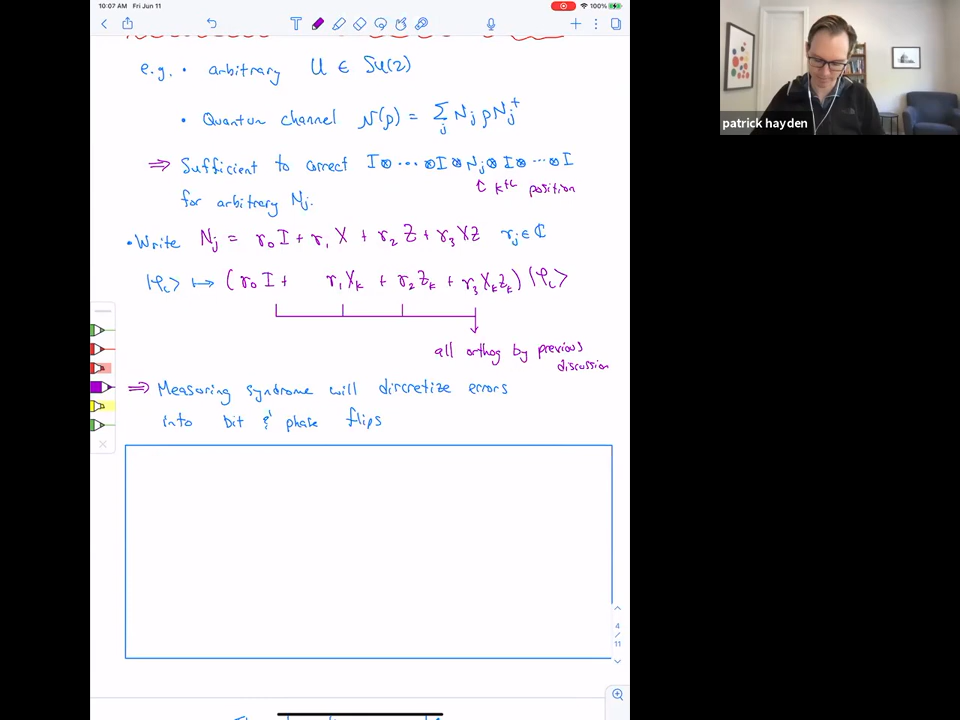 10:07 AM Fri Jun 11
100%
e.g. • arbitrary U ∈ SU(2)
• Quantum channel N(ρ) = Σ_j N_j ρ N_j^†
⇒ Sufficient to correct I⊗···⊗I⊗N_j⊗I⊗···⊗I
↑ kth position
for arbitrary N_j.
• Write N_j = r_0 I + r_1 X + r_2 Z + r_3 XZ r_j ∈ ℂ
|φ_c⟩ ↦ (r_0 I + r_1 X_k + r_2 Z_k + r_3 X_k Z_k) |φ_c⟩
all orthog by previous
discussion
⇒ Measuring syndrome will discretize errors
into bit & phase flips
4
/
11
patrick hayden